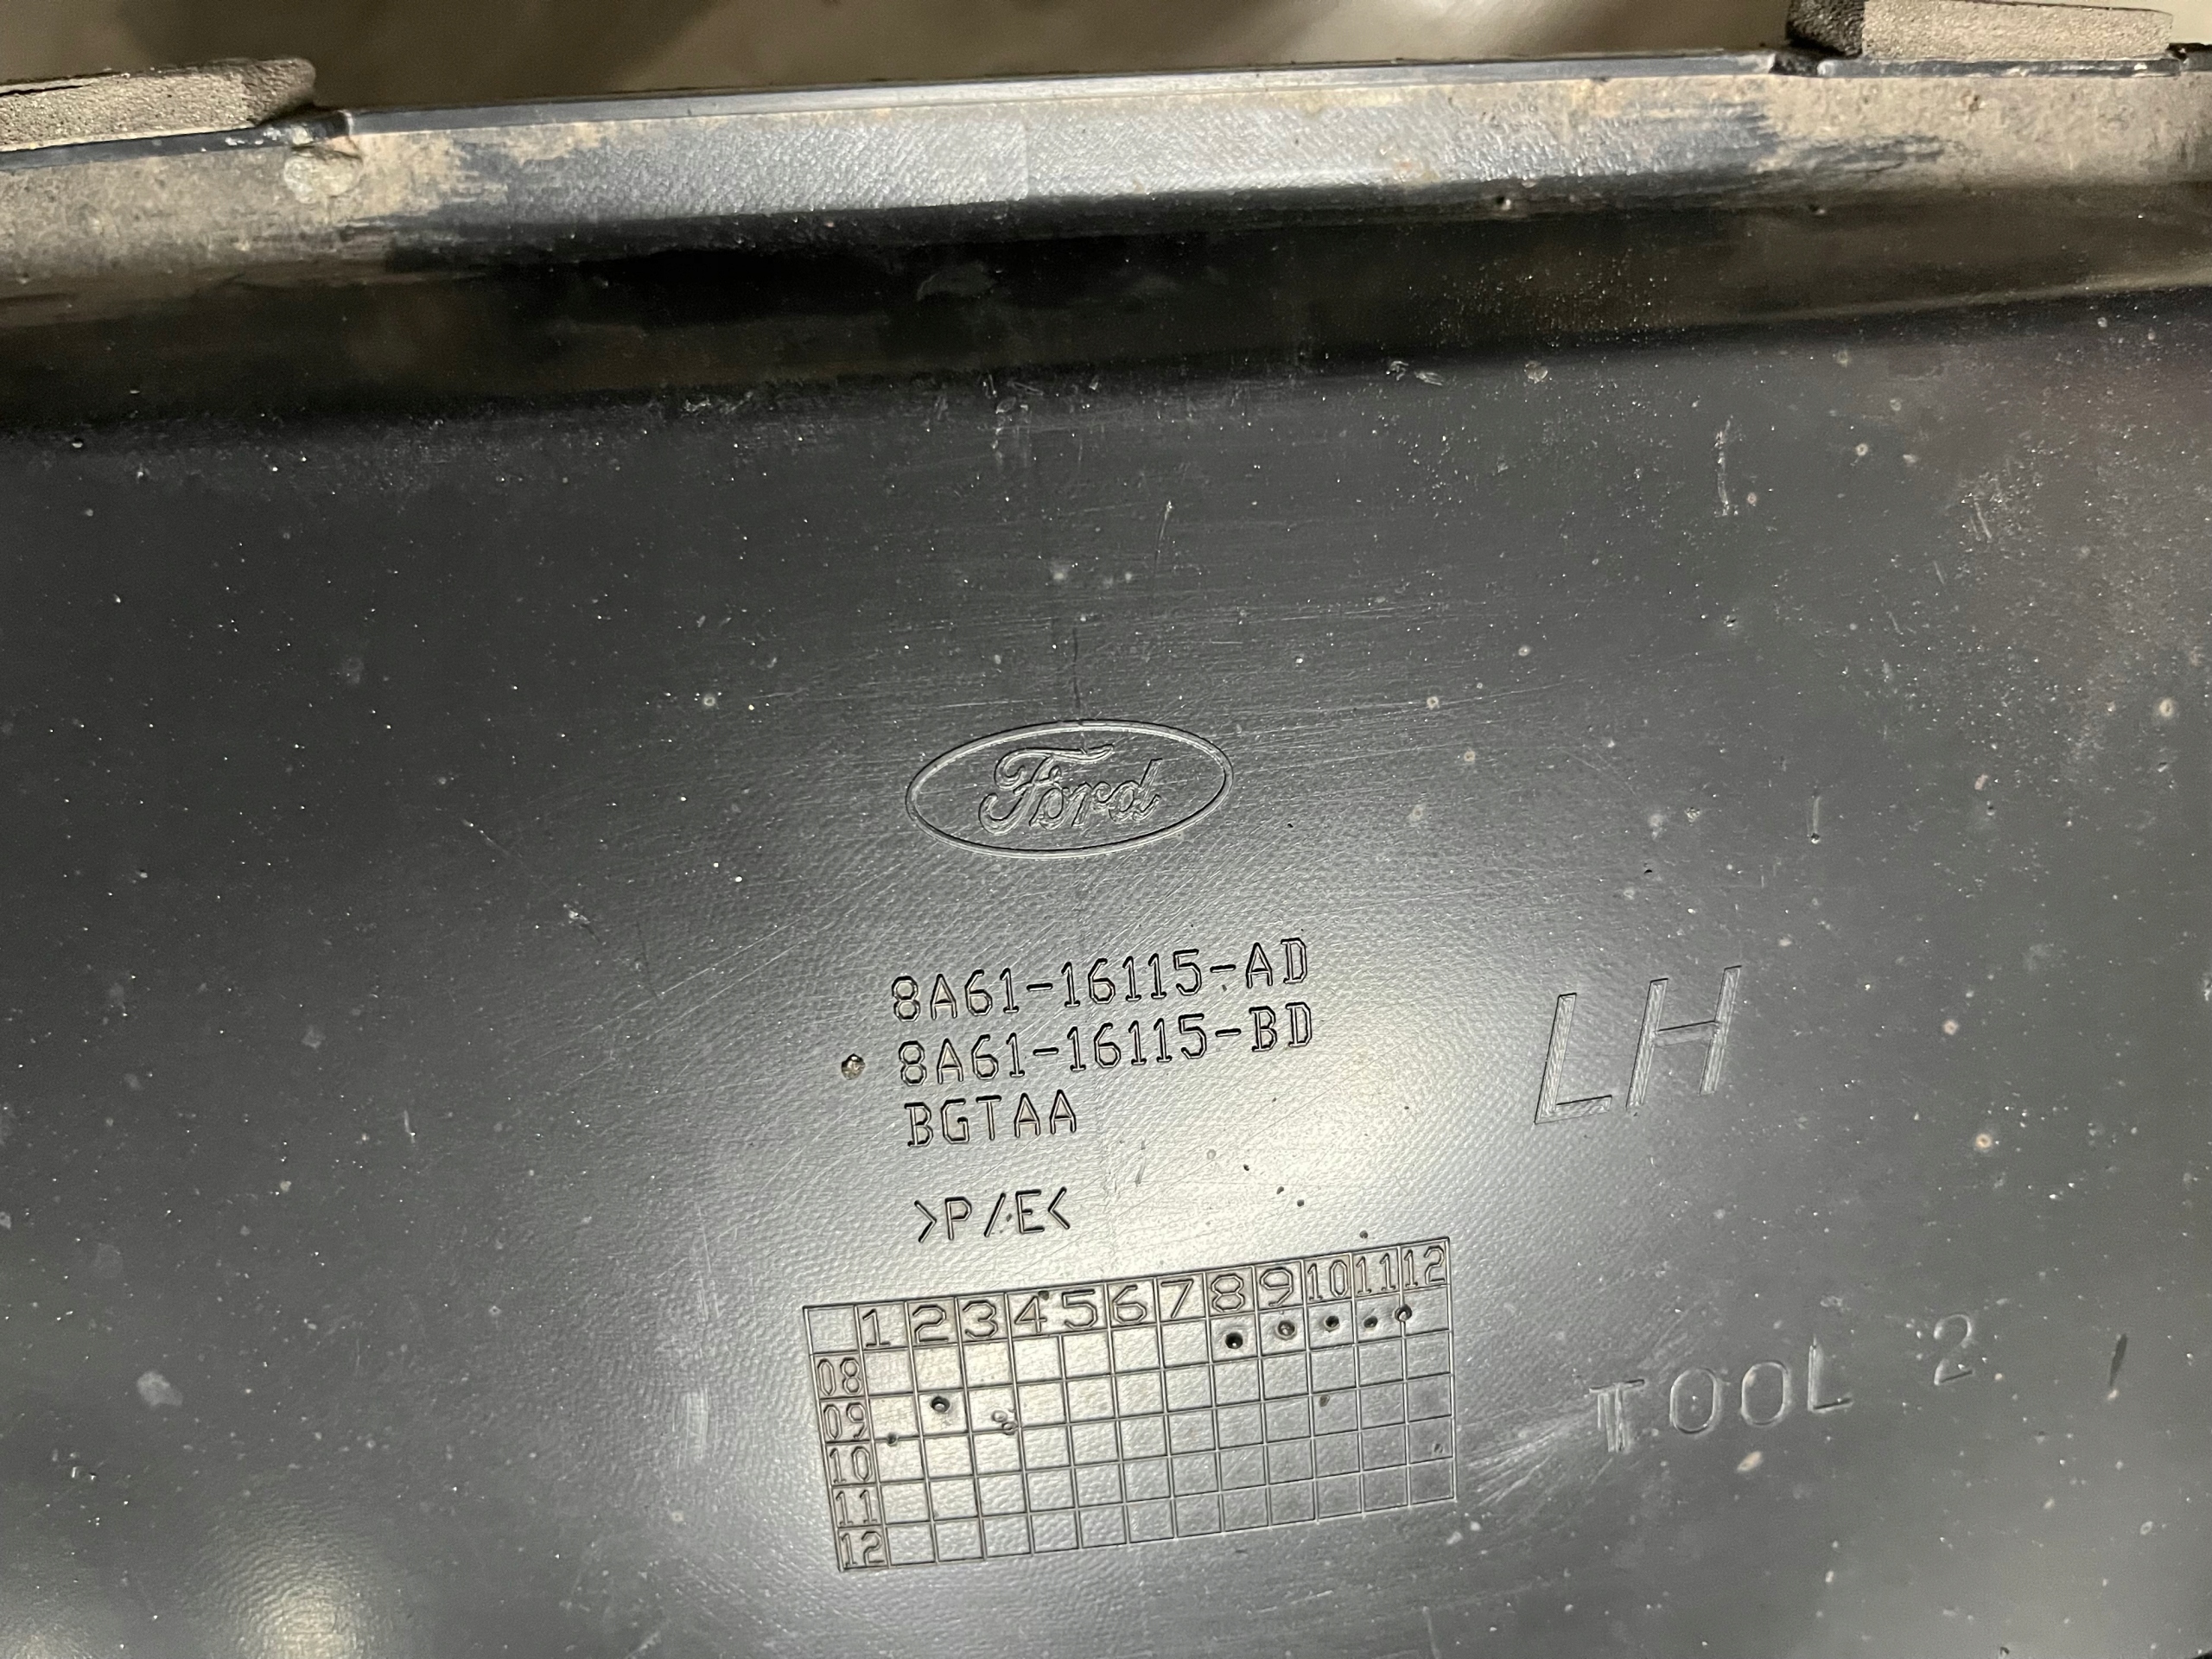 Ford
8A61-16115-AD
8A61-16115-BD
BGTAA
LH
>P/E<
1 2 3 4 5 6 7 8 9 10 11 12
08
09
10
11
12
TOOL 2